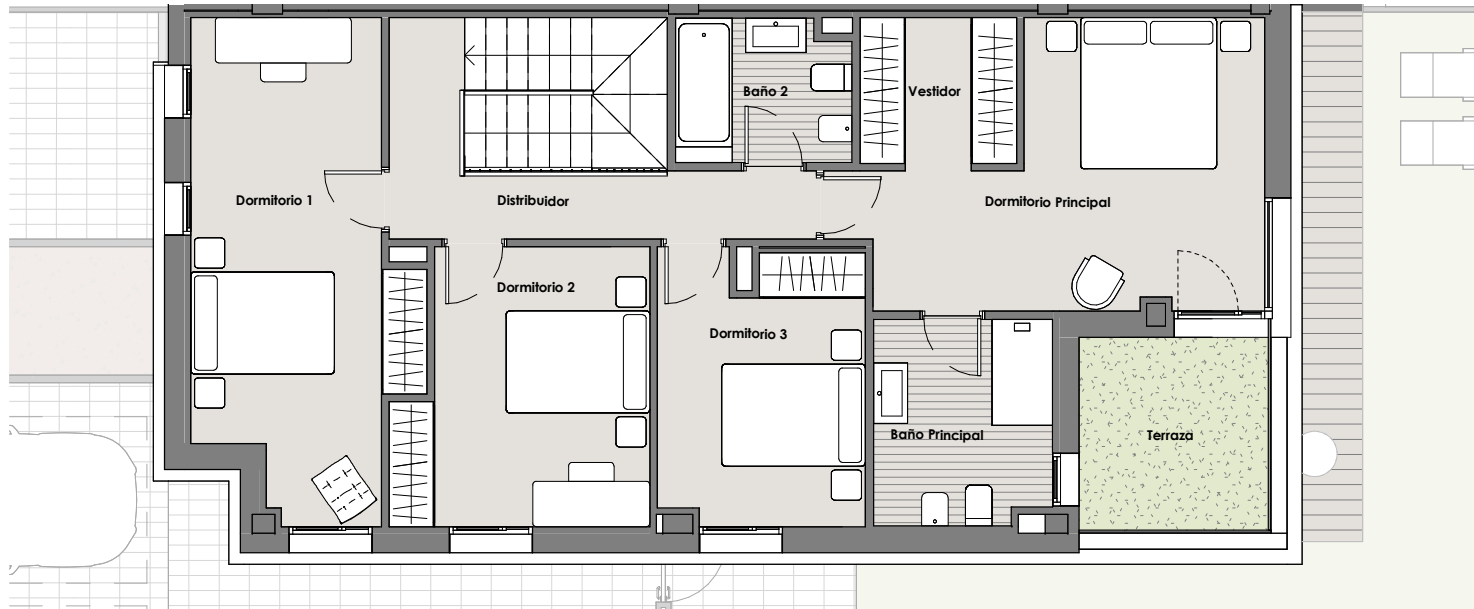 Baño 2
Vestidor
Dormitorio 1
Distribuidor
Dormitorio Principal
Dormitorio 2
Dormitorio 3
Baño Principal
Terraza